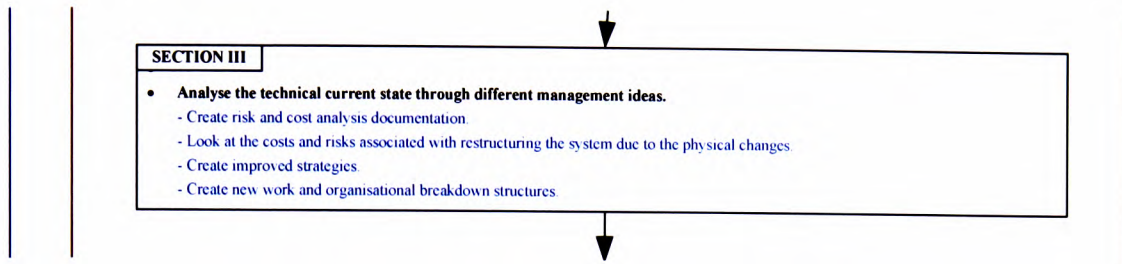 SECTION III
• Analyse the technical current state through different management ideas.
- Create risk and cost analysis documentation.
- Look at the costs and risks associated with restructuring the system due to the physical changes.
- Create improved strategies.
- Create new work and organisational breakdown structures.